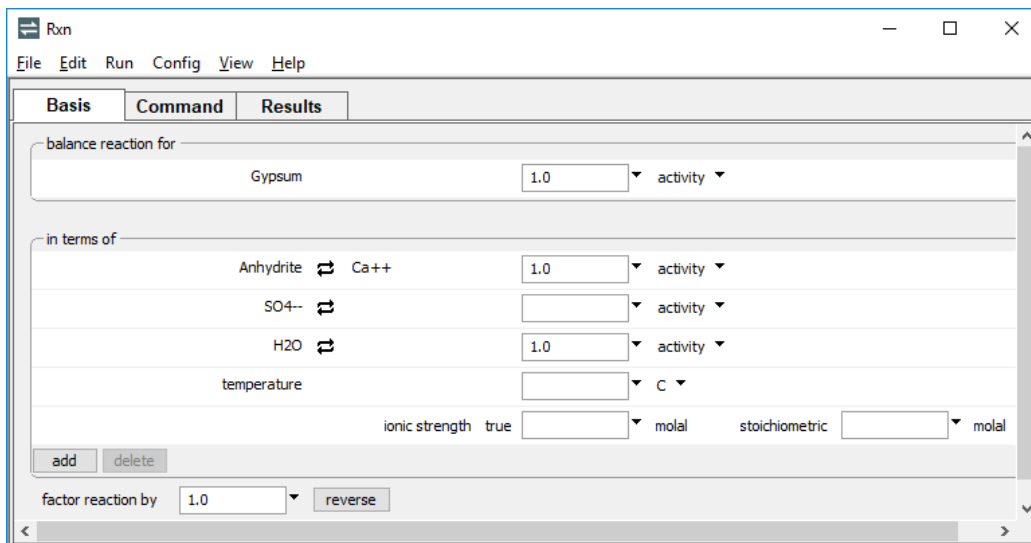 Rxn
File Edit Run Config View Help
Basis Command Results
balance reaction for
Gypsum 1.0 activity
in terms of
Anhydrite Ca++ 1.0 activity
SO4-- activity
H2O 1.0 activity
temperature C
ionic strength true molal stoichiometric molal
add delete
factor reaction by 1.0 reverse